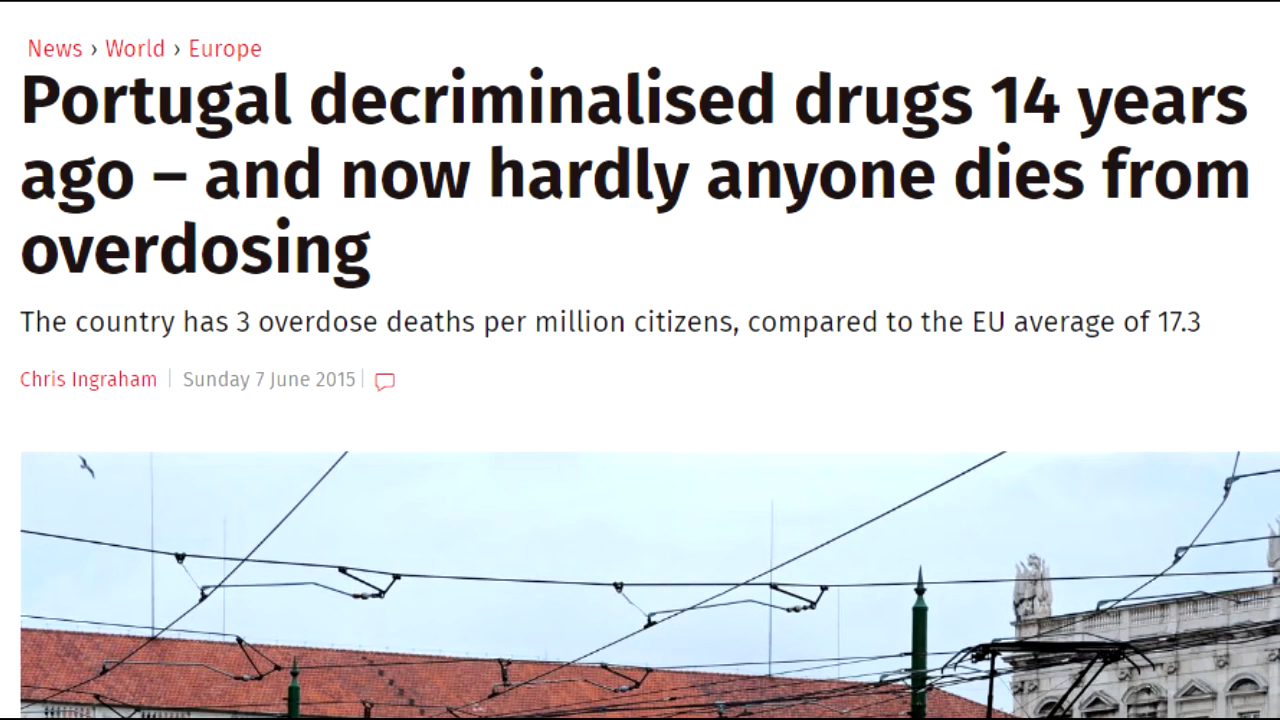 News › World › Europe
Portugal decriminalised drugs 14 years
ago – and now hardly anyone dies from
overdosing
The country has 3 overdose deaths per million citizens, compared to the EU average of 17.3
Chris Ingraham | Sunday 7 June 2015 |